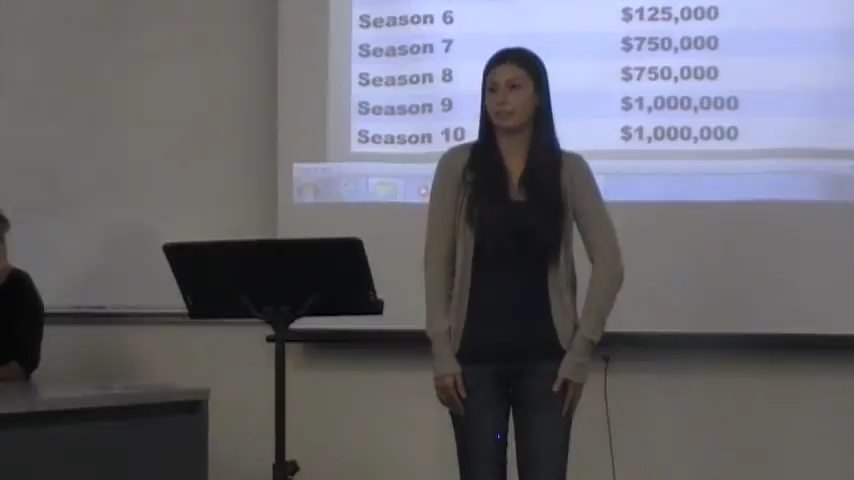 Season 6 $125,000
Season 7 $750,000
Season 8 $750,000
Season 9 $1,000,000
Season 10 $1,000,000